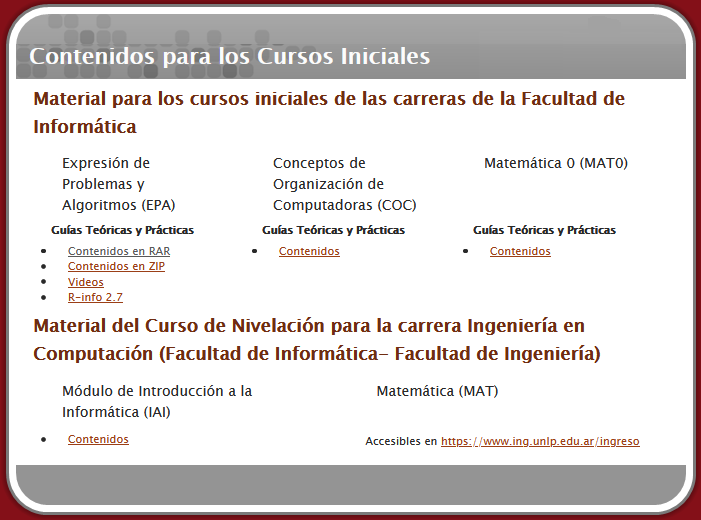 Contenidos para los Cursos Iniciales
Material para los cursos iniciales de las carreras de la Facultad de
Informática
Expresión de
Problemas y
Algoritmos (EPA)
Guías Teóricas y Prácticas
Contenidos en RAR
Contenidos en ZIP
Videos
R-info 2.7
Conceptos de
Organización de
Computadoras (COC)
Guías Teóricas y Prácticas
Contenidos
Matemática 0 (MAT0)
Guías Teóricas y Prácticas
Contenidos
Material del Curso de Nivelación para la carrera Ingeniería en
Computación (Facultad de Informática- Facultad de Ingeniería)
Módulo de Introducción a la
Informática (IAI)
Contenidos
Matemática (MAT)
Accesibles en https://www.ing.unlp.edu.ar/ingreso